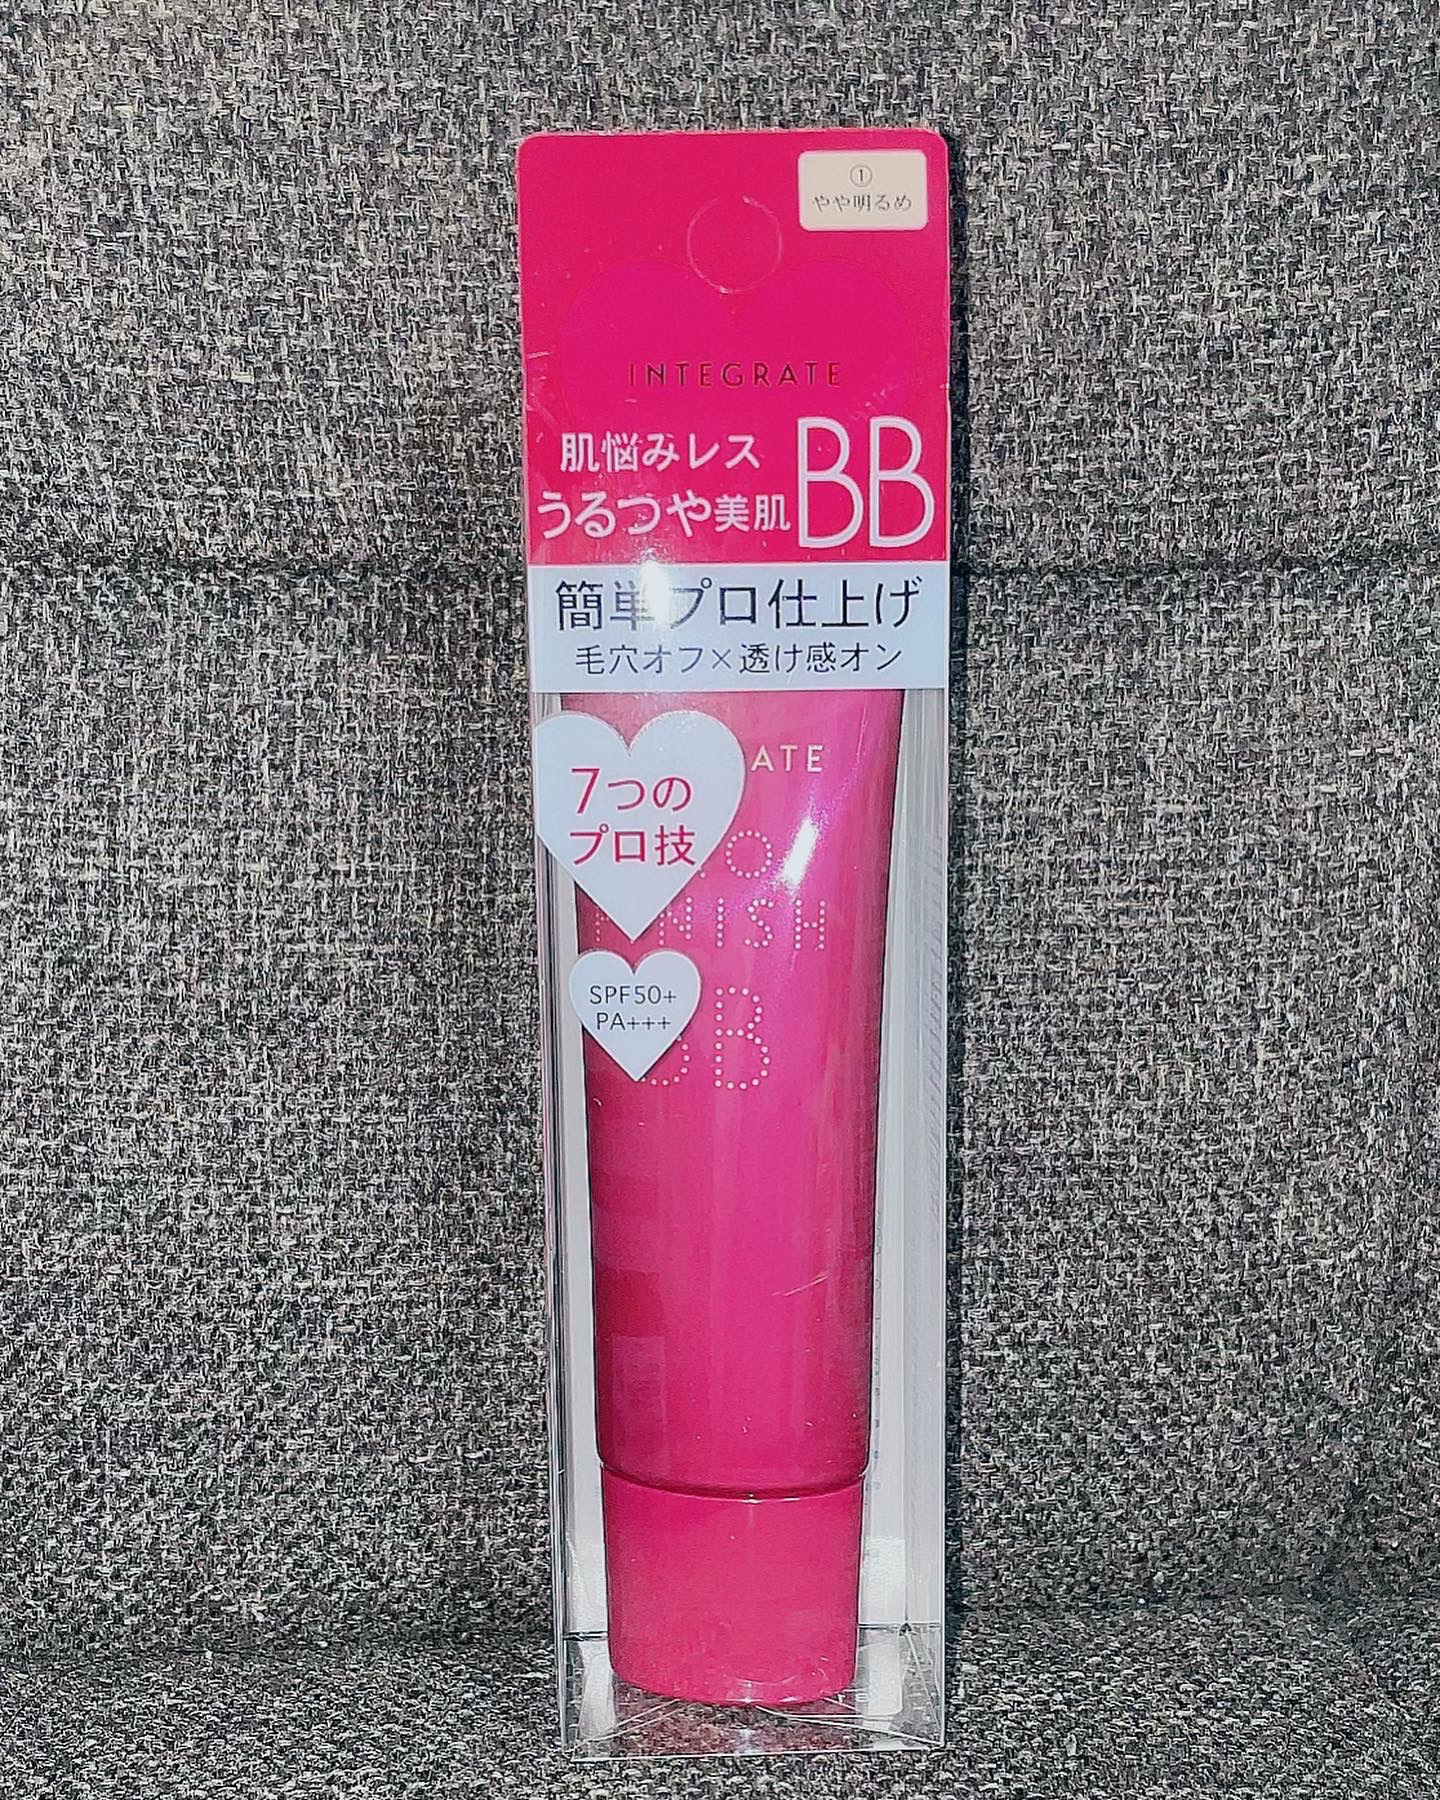 ①
やや明るめ
INTEGRATE
肌悩みレス
うるつや美肌 BB
簡単プロ仕上げ
毛穴オフ×透け感オン
7つの
プロ技
ATE
O
NISH
SPF50+
PA+++
BB